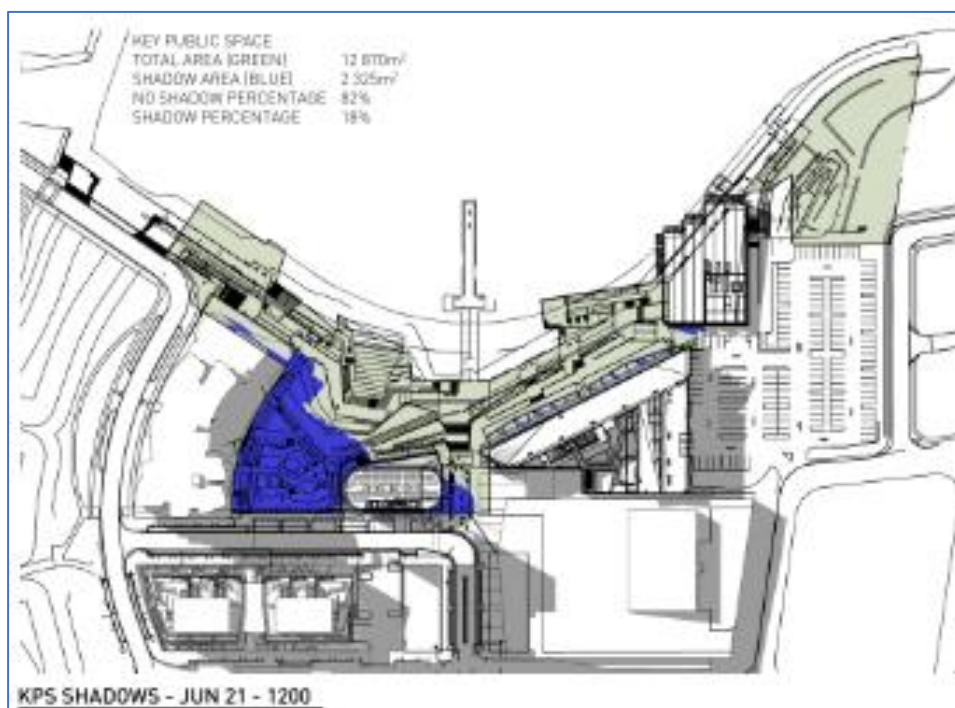 KEY PUBLIC SPACE
TOTAL AREA (GREEN) 12 870m²
SHADOW AREA (BLUE) 2 325m²
NO SHADOW PERCENTAGE 82%
SHADOW PERCENTAGE 18%
KPS SHADOWS - JUN 21 - 1200